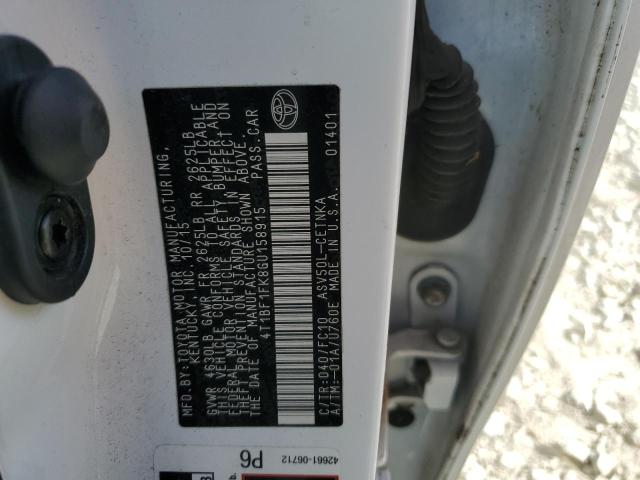 MFD.BY:TOYOTA MOTOR MANUFACTURING,
KENTUCKY, INC. 10/15
GVWR 4630LB GAWR FR 2625LB RR 2625LB
THIS VEHICLE CONFORMS TO ALL APPLICABLE
FEDERAL MOTOR VEHICLE SAFETY BUMPER, AND
THEFT PREVENTION STANDARDS IN EFFECT ON
THE DATE OF MANUFACTURE SHOWN ABOVE.
4T1BF1FK8GU158915 PASS.CAR
C/TR:040/FC10 ASV50L-CETNKA
A/TM:-01A/U760E MADE IN U.S.A. 01401
P6
42661-06712